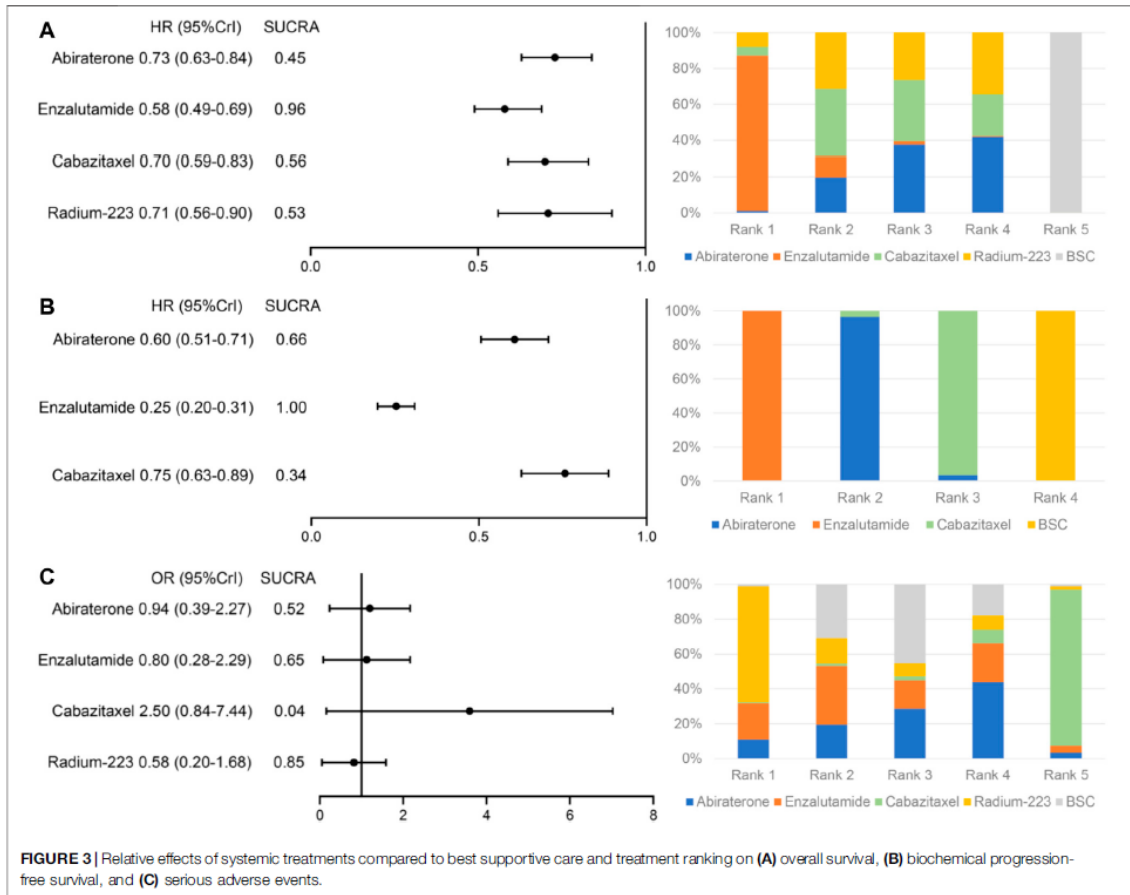 A
HR (95%CrI) SUCRA
Abiraterone 0.73 (0.63-0.84) 0.45
Enzalutamide 0.58 (0.49-0.69) 0.96
Cabazitaxel 0.70 (0.59-0.83) 0.56
Radium-223 0.71 (0.56-0.90) 0.53
0.0 0.5 1.0
100%
80%
60%
40%
20%
0%
Rank 1 Rank 2 Rank 3 Rank 4 Rank 5
Abiraterone Enzalutamide Cabazitaxel Radium-223 BSC
B
HR (95%CrI) SUCRA
Abiraterone 0.60 (0.51-0.71) 0.66
Enzalutamide 0.25 (0.20-0.31) 1.00
Cabazitaxel 0.75 (0.63-0.89) 0.34
0.0 0.5 1.0
100%
80%
60%
40%
20%
0%
Rank 1 Rank 2 Rank 3 Rank 4
Abiraterone Enzalutamide Cabazitaxel BSC
C
OR (95%CrI) SUCRA
Abiraterone 0.94 (0.39-2.27) 0.52
Enzalutamide 0.80 (0.28-2.29) 0.65
Cabazitaxel 2.50 (0.84-7.44) 0.04
Radium-223 0.58 (0.20-1.68) 0.85
0 2 4 6 8
100%
80%
60%
40%
20%
0%
Rank 1 Rank 2 Rank 3 Rank 4 Rank 5
Abiraterone Enzalutamide Cabazitaxel Radium-223 BSC
FIGURE 3 | Relative effects of systemic treatments compared to best supportive care and treatment ranking on (A) overall survival, (B) biochemical progression-
free survival, and (C) serious adverse events.